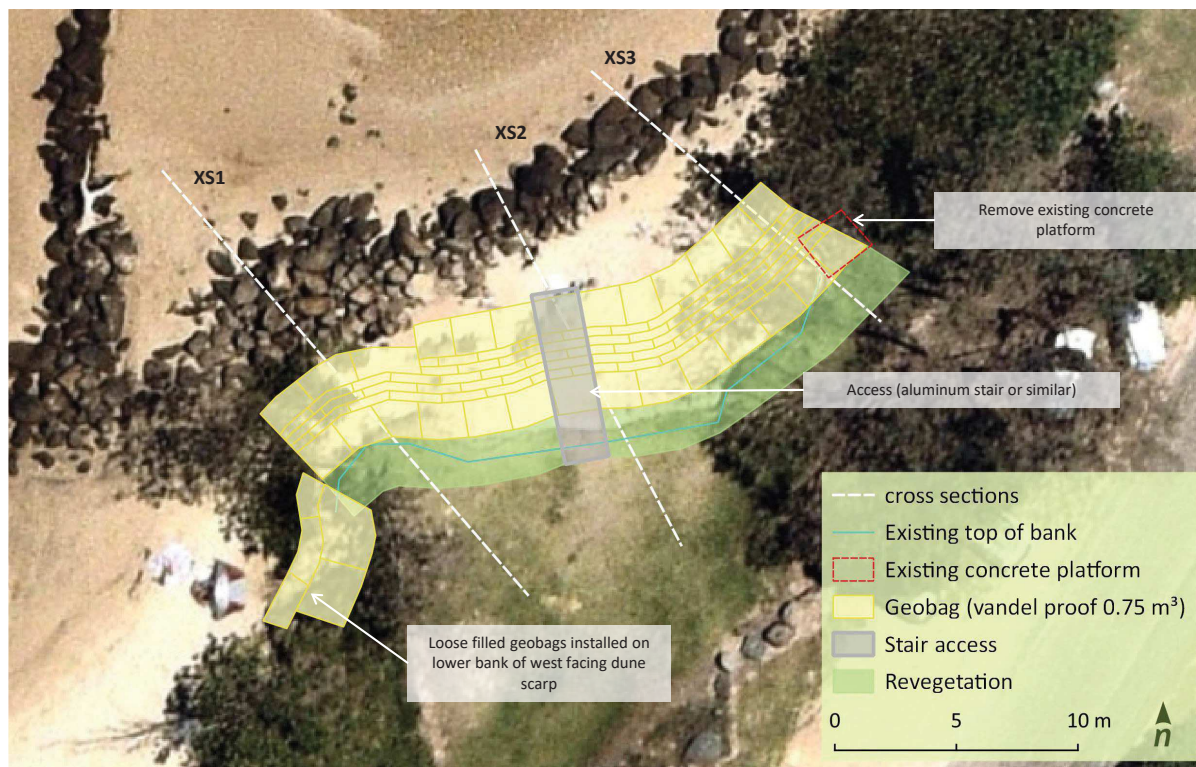 XS3
XS2
XS1
Remove existing concrete
platform
Access (aluminum stair or similar)
Loose filled geobags installed on
lower bank of west facing dune
scarp
cross sections
Existing top of bank
Existing concrete platform
Geobag (vandel proof 0.75 m³)
Stair access
Revegetation
0 5 10 m
n